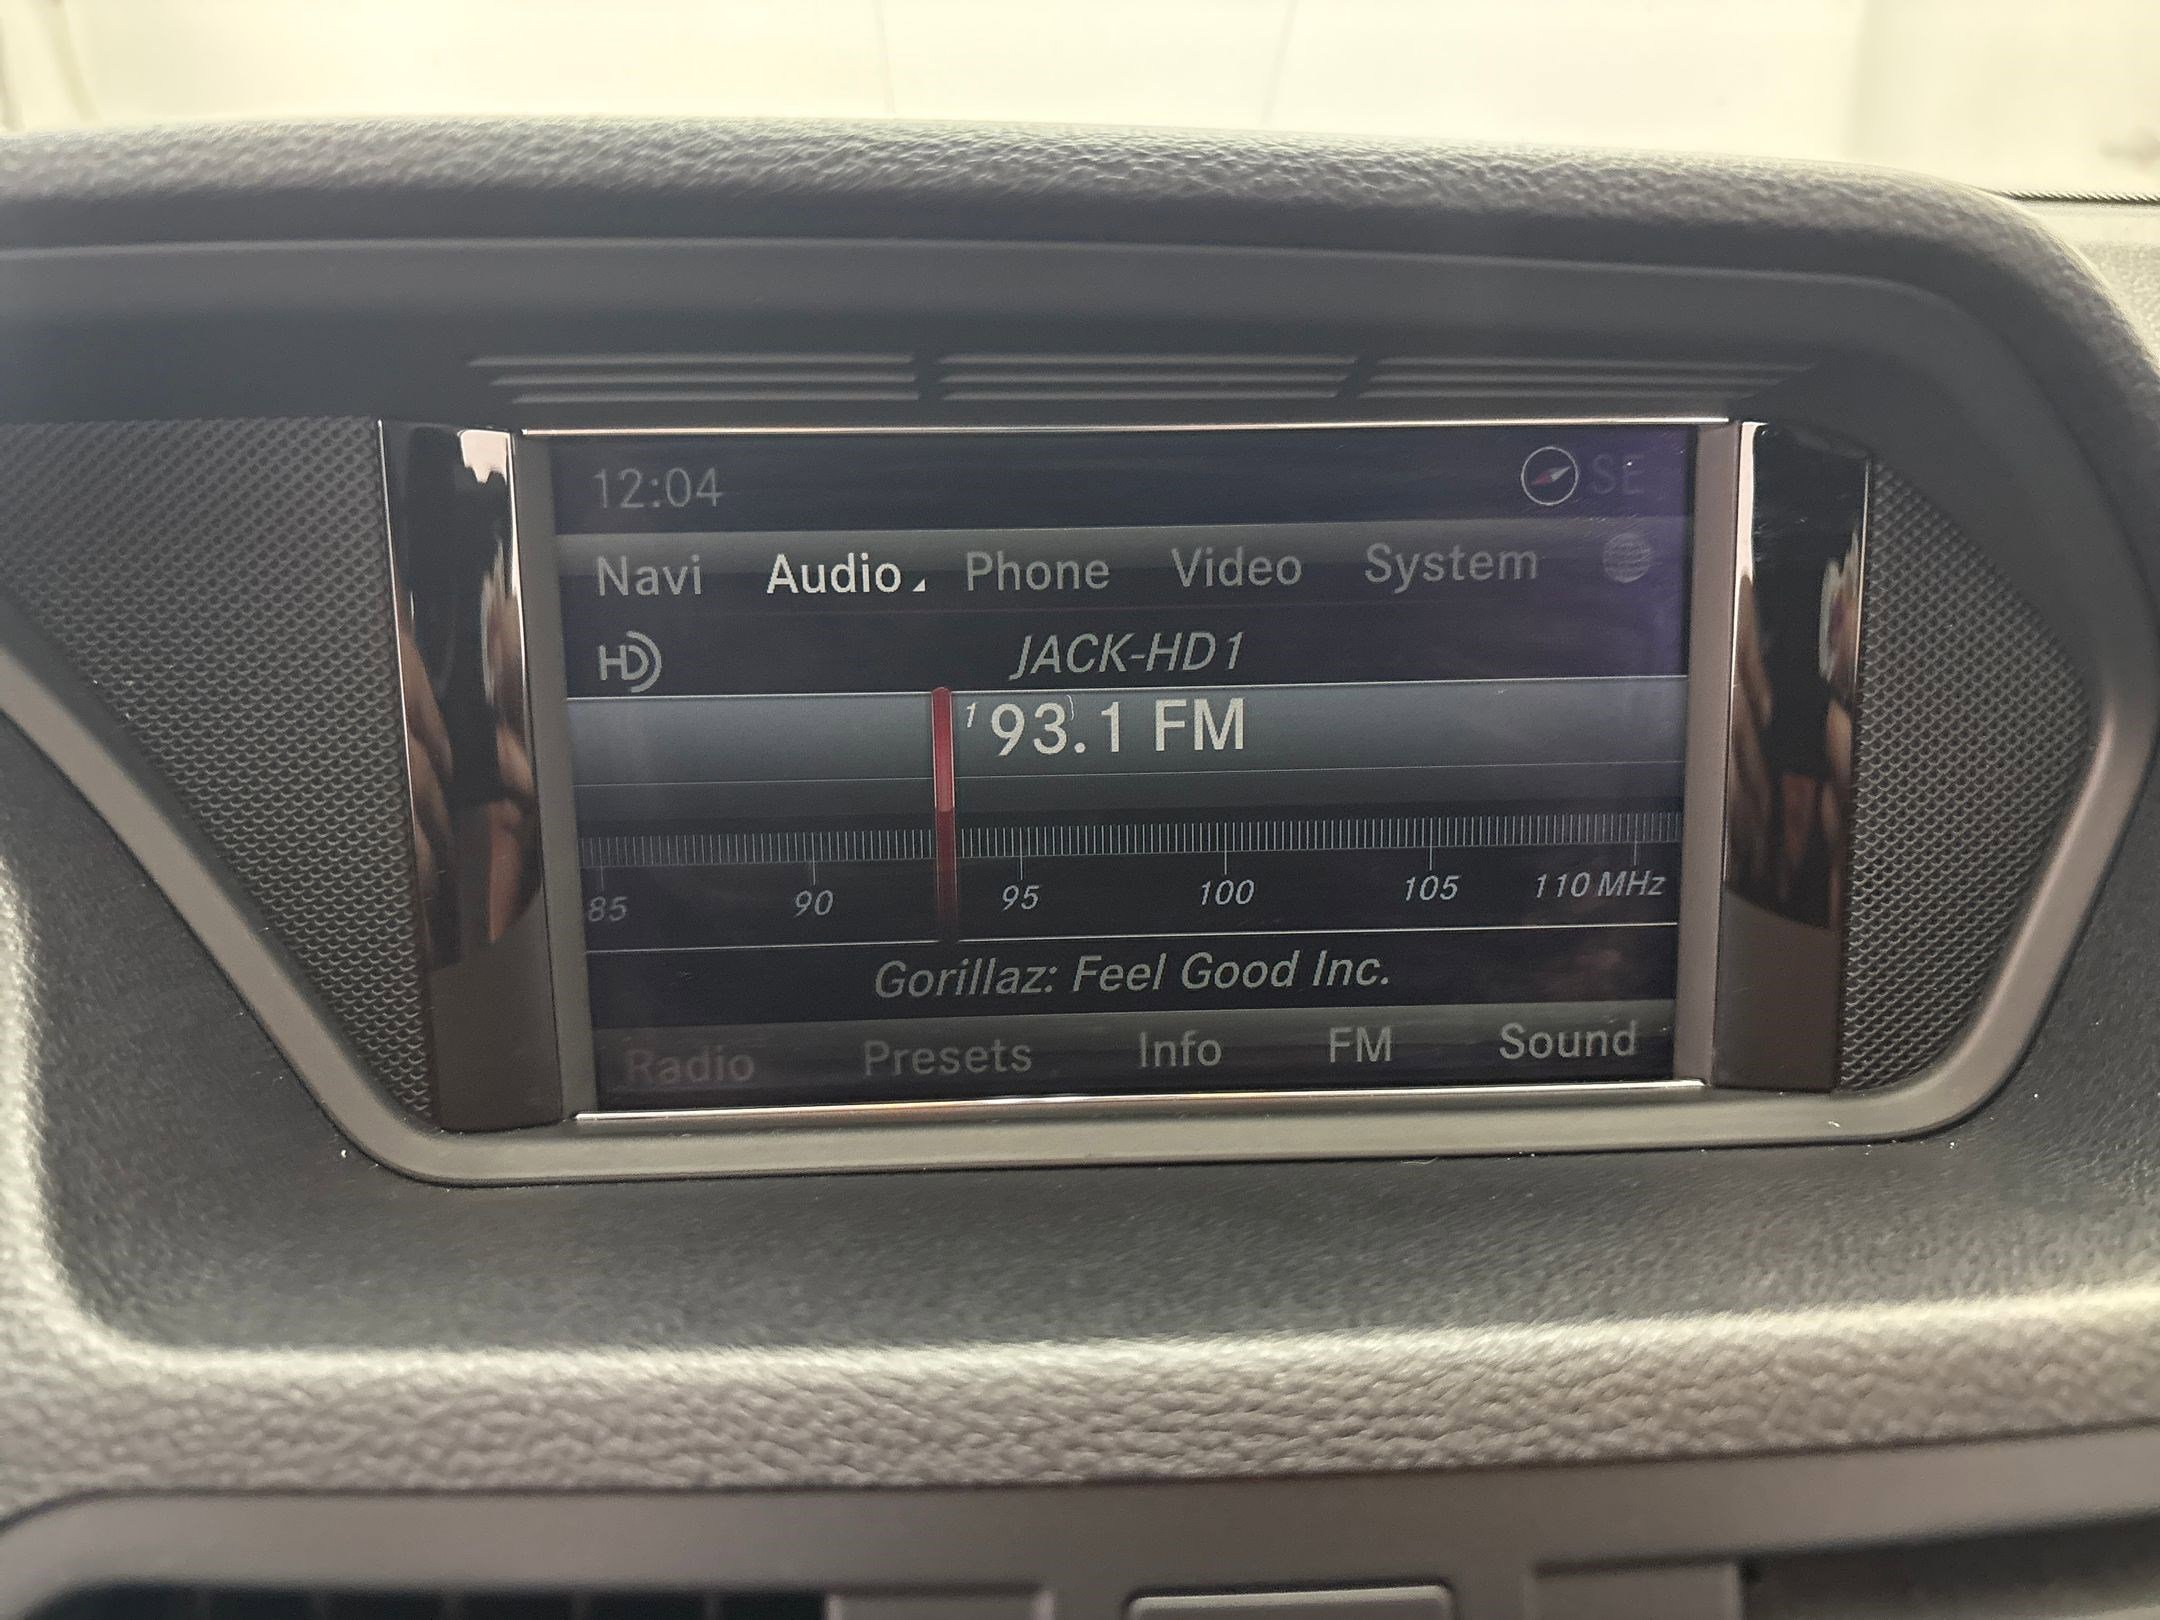 12:04 SE
Navi Audio Phone Video System
HD JACK-HD1
1 93.1 FM
85 90 95 100 105 110 MHz
Gorillaz: Feel Good Inc.
Radio Presets Info FM Sound